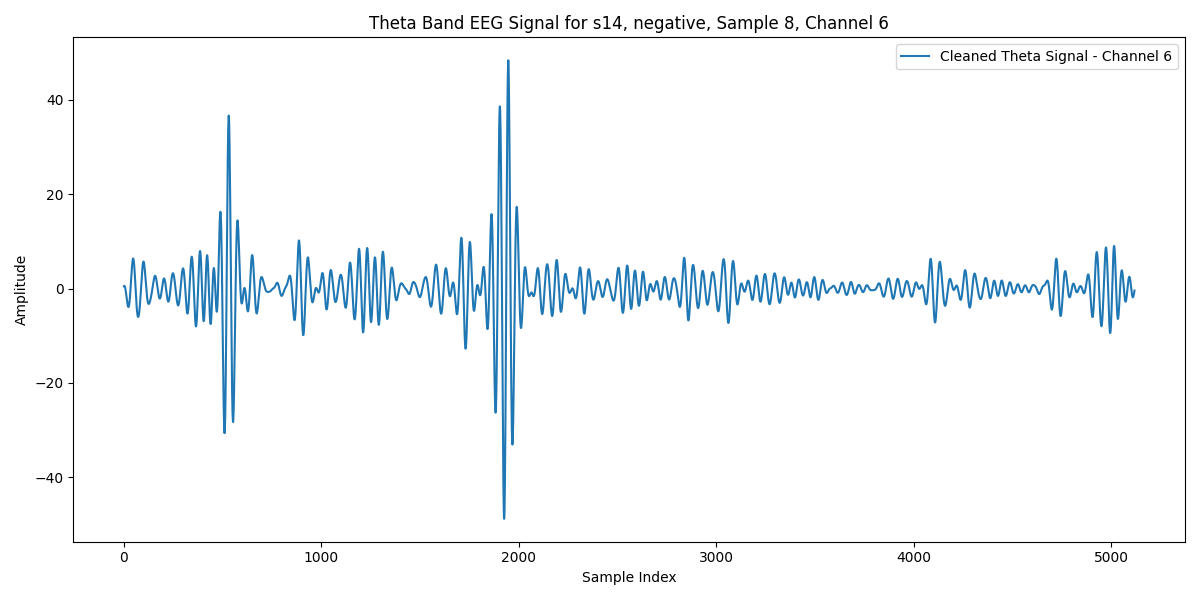 Theta Band EEG Signal for s14, negative, Sample 8, Channel 6
Cleaned Theta Signal - Channel 6
Amplitude
40
20
0
−20
−40
0 1000 2000 3000 4000 5000
Sample Index